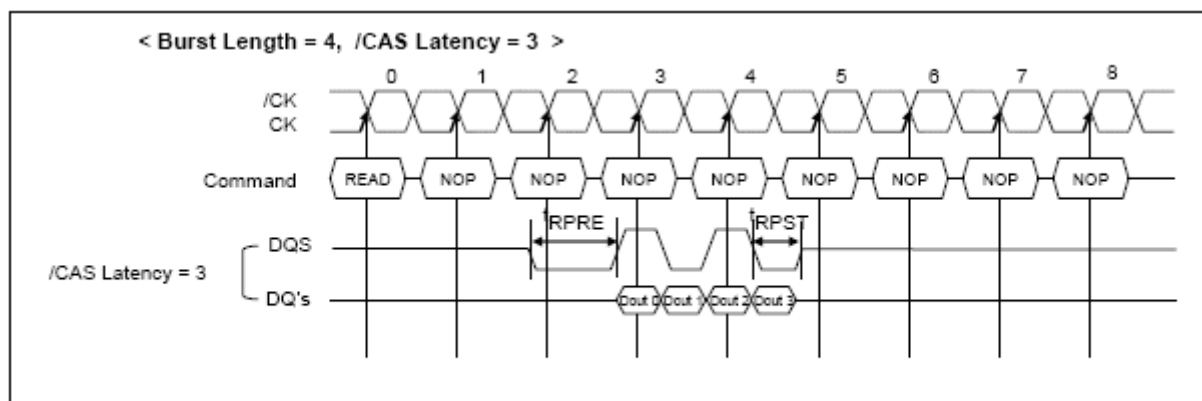 < Burst Length = 4, /CAS Latency = 3 >
0 1 2 3 4 5 6 7 8
/CK
CK
Command READ NOP NOP NOP NOP NOP NOP NOP NOP
tRPRE tRPST
DQS
/CAS Latency = 3
DQ's Dout 0 Dout 1 Dout 2 Dout 3